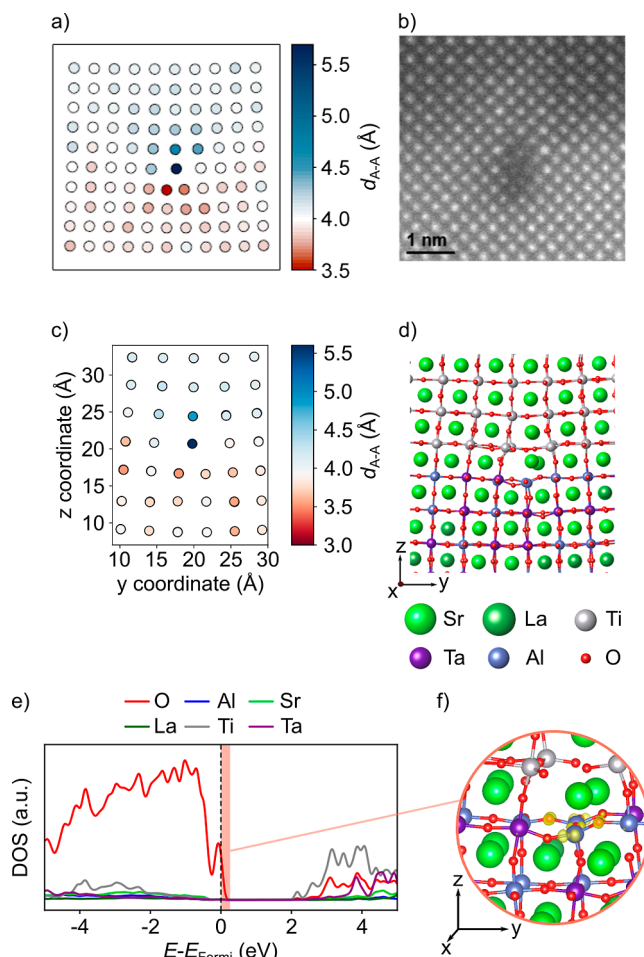 a)
5.5
5.0
4.5
4.0
3.5
d_A-A (Å)
b)
1 nm
c)
30
25
20
15
10
z coordinate (Å)
10 15 20 25 30
y coordinate (Å)
5.5
5.0
4.5
4.0
3.5
3.0
d_A-A (Å)
d)
z
x y
Sr La Ti
Ta Al O
e)
O Al Sr
La Ti Ta
DOS (a.u.)
-4 -2 0 2 4
E-E_Fermi (eV)
f)
z
y
x